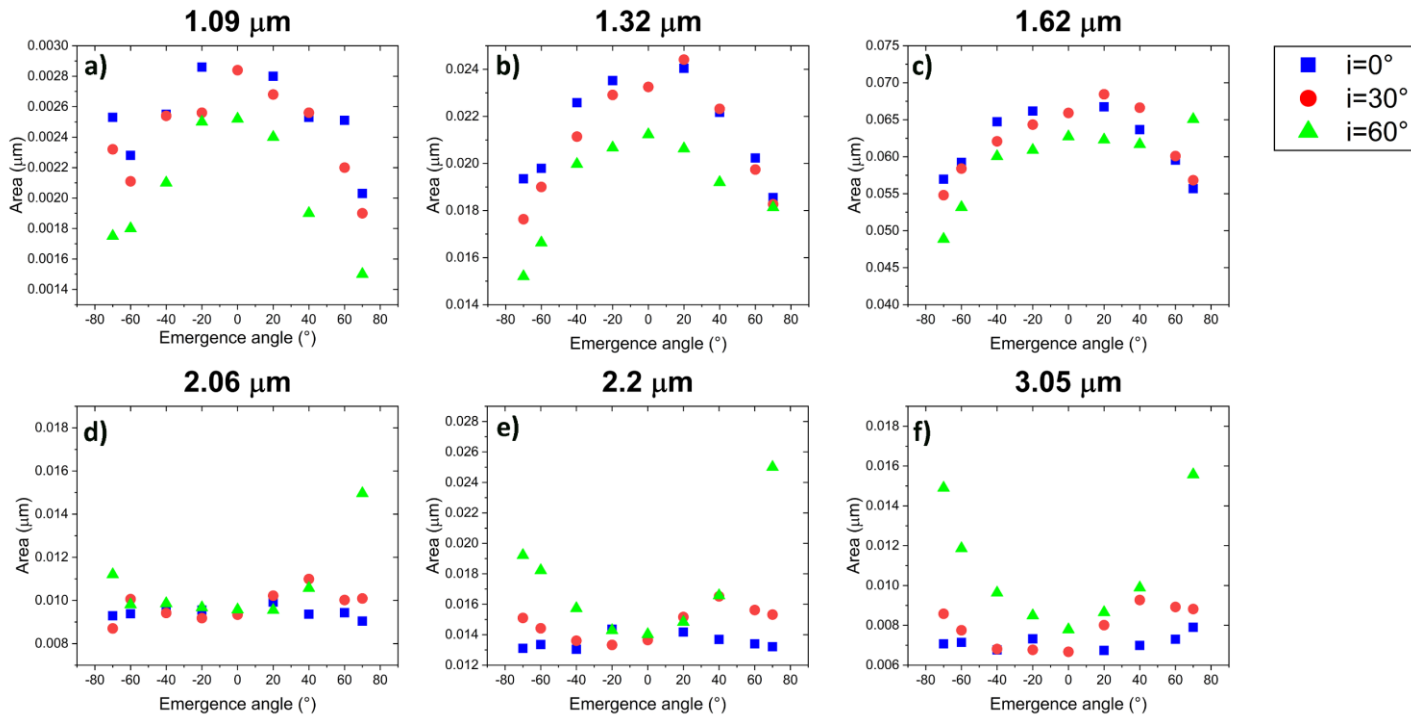 1.09 μm
1.32 μm
1.62 μm
a)
0.0030
0.0028
0.0026
0.0024
0.0022
0.0020
0.0018
0.0016
0.0014
Area (μm)
-80 -60 -40 -20 0 20 40 60 80
Emergence angle (°)
b)
0.024
0.022
0.020
0.018
0.016
0.014
Area (μm)
-80 -60 -40 -20 0 20 40 60 80
Emergence angle (°)
c)
0.075
0.070
0.065
0.060
0.055
0.050
0.045
0.040
Area (μm)
-80 -60 -40 -20 0 20 40 60 80
Emergence angle (°)
i=0°
i=30°
i=60°
2.06 μm
2.2 μm
3.05 μm
d)
0.018
0.016
0.014
0.012
0.010
0.008
Area (μm)
-80 -60 -40 -20 0 20 40 60 80
Emergence angle (°)
e)
0.028
0.026
0.024
0.022
0.020
0.018
0.016
0.014
0.012
Area (μm)
-80 -60 -40 -20 0 20 40 60 80
Emergence angle (°)
f)
0.018
0.016
0.014
0.012
0.010
0.008
0.006
Area (μm)
-80 -60 -40 -20 0 20 40 60 80
Emergence angle (°)